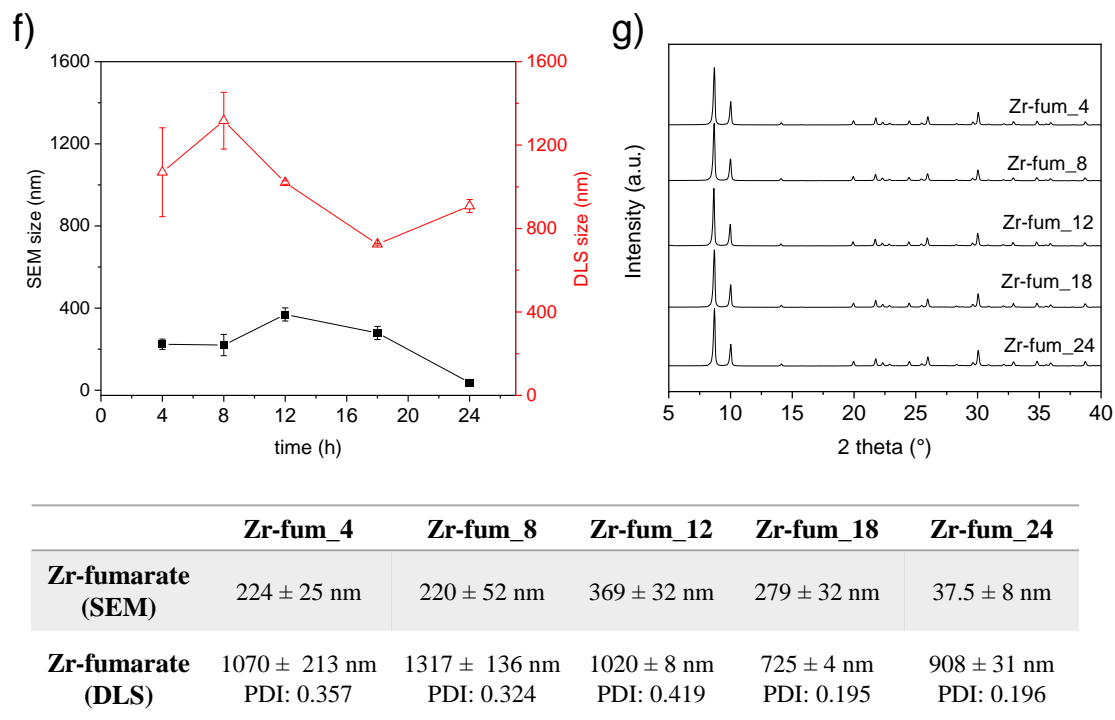 f)
1600
1200
800
400
0
SEM size (nm)
1600
1200
800
400
0
DLS size (nm)
0 4 8 12 16 20 24
time (h)
g)
Intensity (a.u.)
Zr-fum_4
Zr-fum_8
Zr-fum_12
Zr-fum_18
Zr-fum_24
5 10 15 20 25 30 35 40
2 theta (°)
Zr-fum_4 Zr-fum_8 Zr-fum_12 Zr-fum_18 Zr-fum_24
Zr-fumarate
(SEM)
224 ± 25 nm 220 ± 52 nm 369 ± 32 nm 279 ± 32 nm 37.5 ± 8 nm
Zr-fumarate
(DLS)
1070 ± 213 nm 1317 ± 136 nm 1020 ± 8 nm 725 ± 4 nm 908 ± 31 nm
PDI: 0.357 PDI: 0.324 PDI: 0.419 PDI: 0.195 PDI: 0.196